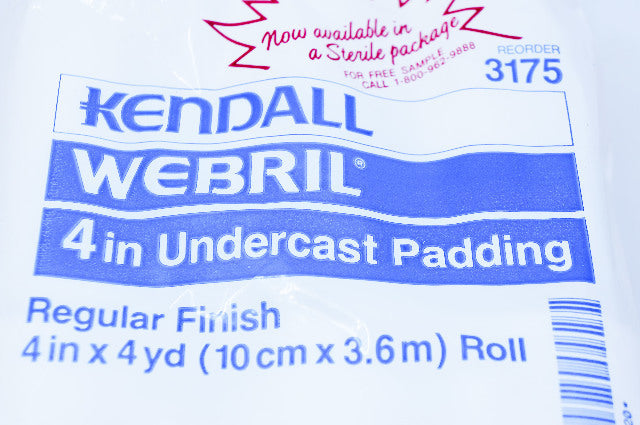 Now available in
a Sterile package
FOR FREE SAMPLE
CALL 1-800-962-9888
REORDER
3175
KENDALL
WEBRIL®
4 in Undercast Padding
Regular Finish
4 in x 4 yd (10 cm x 3.6 m) Roll